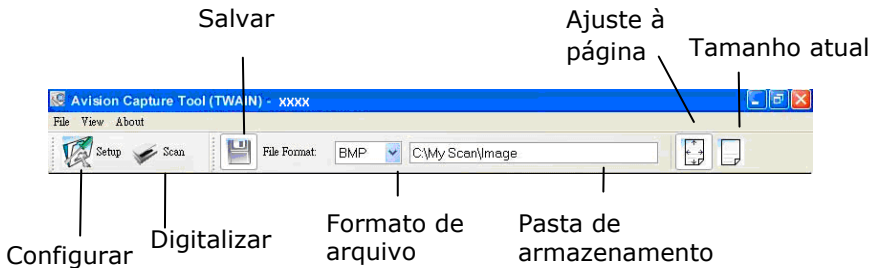 Salvar
Ajuste à
página
Tamanho atual
Avision Capture Tool (TWAIN) - xxxx
File View About
Setup Scan File Format: BMP C:\My Scan\Image
Configurar
Digitalizar
Formato de
arquivo
Pasta de
armazenamento